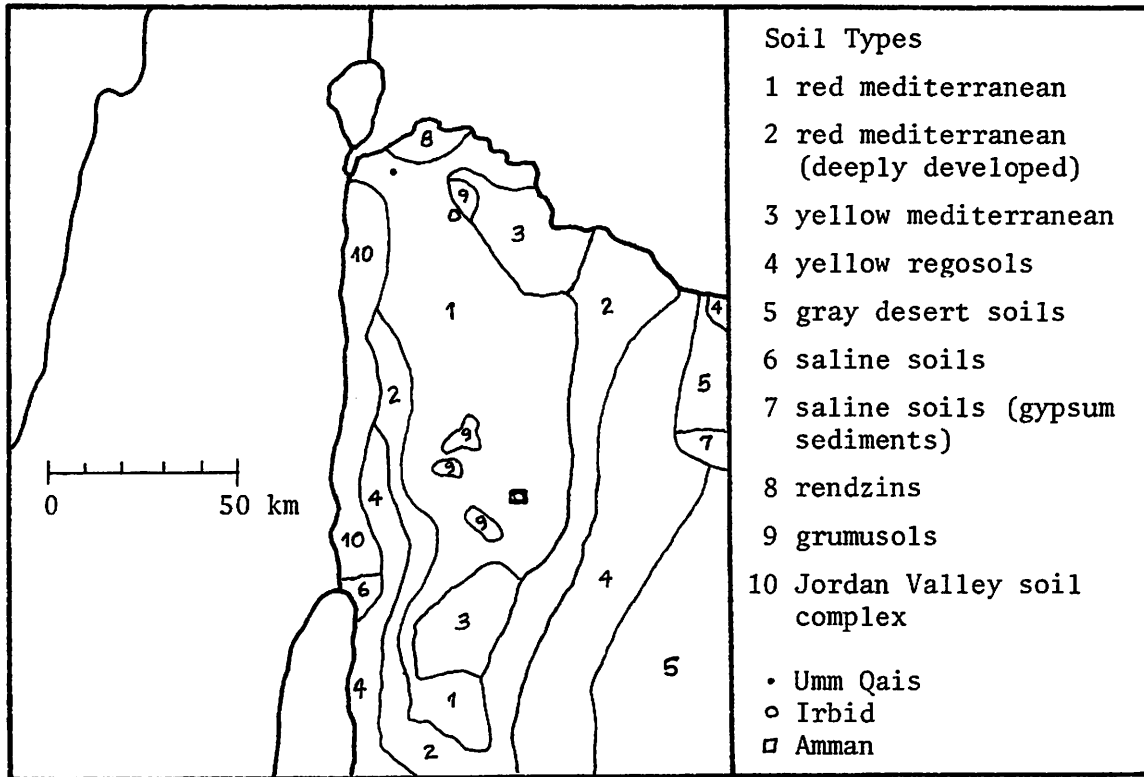 8
9
3
10
1
2
4
5
2
7
9
9
4
9
10
4
6
3
5
4
1
2
0 50 km
Soil Types
1 red mediterranean
2 red mediterranean
(deeply developed)
3 yellow mediterranean
4 yellow regosols
5 gray desert soils
6 saline soils
7 saline soils (gypsum
sediments)
8 rendzins
9 grumusols
10 Jordan Valley soil
complex
Umm Qais
Irbid
Amman